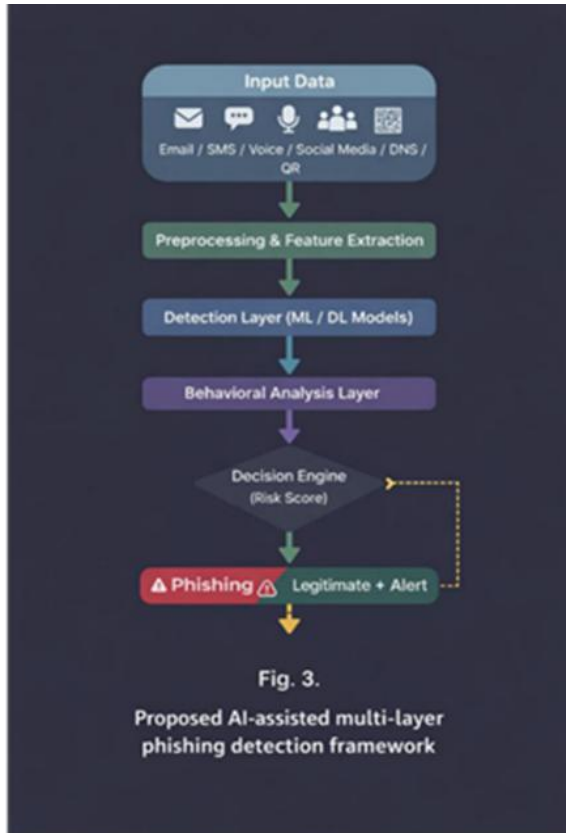 Input Data
Email / SMS / Voice / Social Media / DNS /
QR
Preprocessing & Feature Extraction
Detection Layer (ML / DL Models)
Behavioral Analysis Layer
Decision Engine
(Risk Score)
Phishing Legitimate + Alert
Fig. 3.
Proposed AI-assisted multi-layer
phishing detection framework